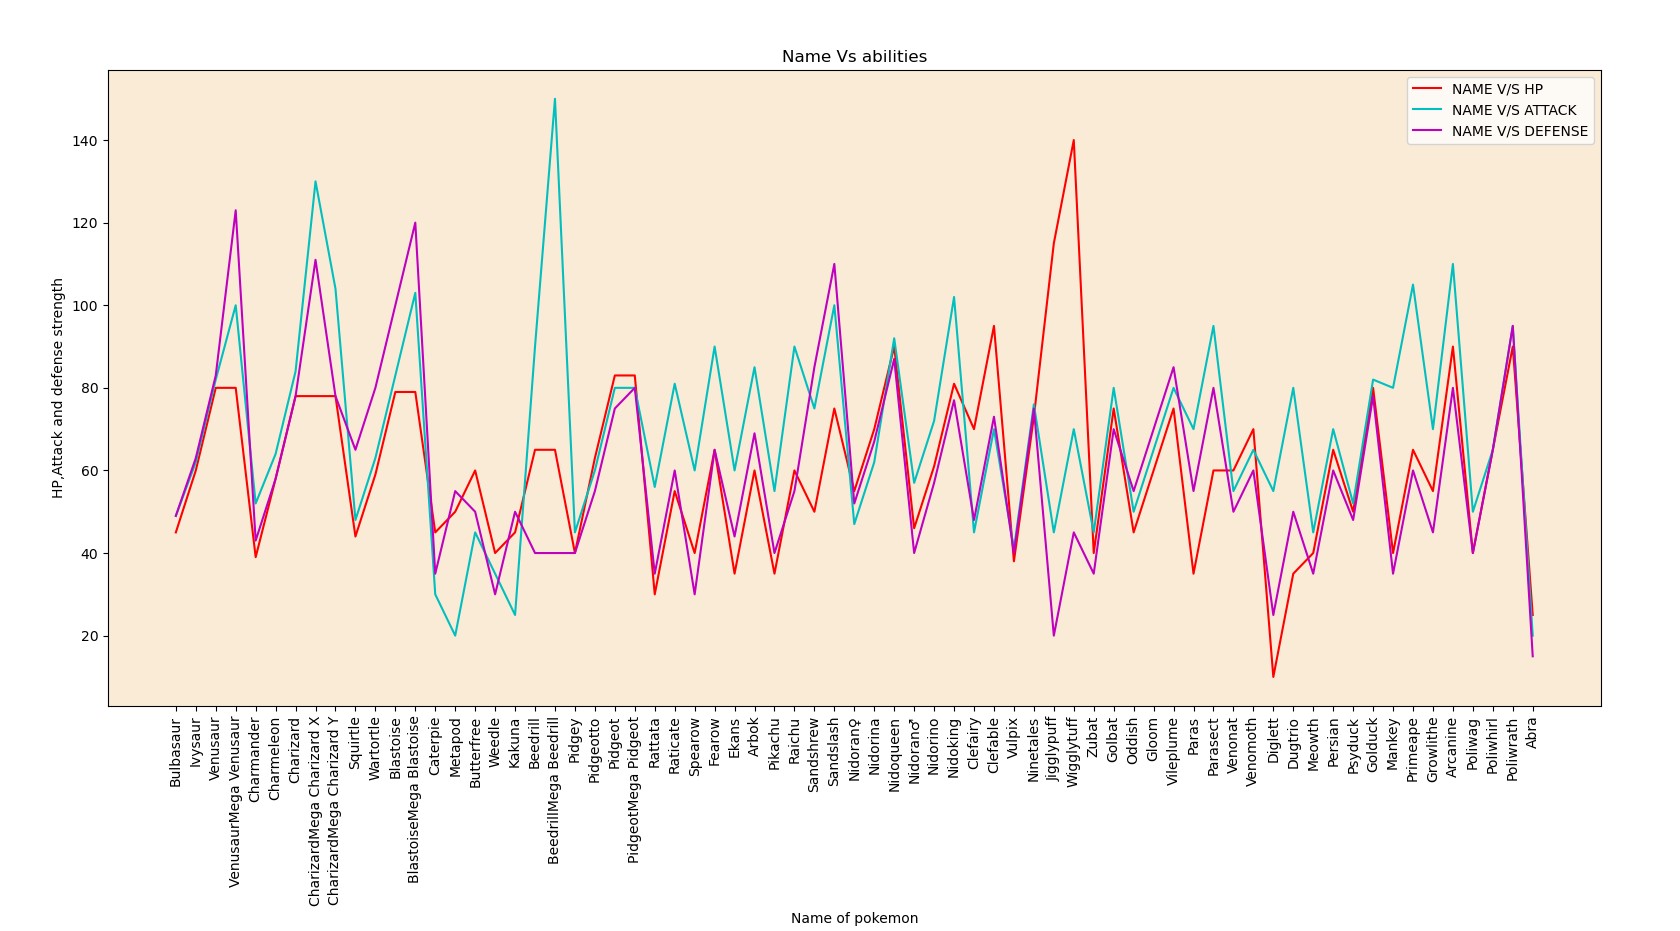 Name Vs abilities
NAME V/S HP
NAME V/S ATTACK
NAME V/S DEFENSE
HP,Attack and defense strength
140
120
100
80
60
40
20
Bulbasaur
Ivysaur
Venusaur
VenusaurMega Venusaur
Charmander
Charmeleon
Charizard
CharizardMega Charizard X
CharizardMega Charizard Y
Squirtle
Wartortle
Blastoise
BlastoiseMega Blastoise
Caterpie
Metapod
Butterfree
Weedle
Kakuna
Beedrill
BeedrillMega Beedrill
Pidgey
Pidgeotto
Pidgeot
PidgeotMega Pidgeot
Rattata
Raticate
Spearow
Fearow
Ekans
Arbok
Pikachu
Raichu
Sandshrew
Sandslash
Nidoran♀
Nidorina
Nidoqueen
Nidoran♂
Nidorino
Nidoking
Clefairy
Clefable
Vulpix
Ninetales
Jigglypuff
Wigglytuff
Zubat
Golbat
Oddish
Gloom
Vileplume
Paras
Parasect
Venonat
Venomoth
Diglett
Dugtrio
Meowth
Persian
Psyduck
Golduck
Mankey
Primeape
Growlithe
Arcanine
Poliwag
Poliwhirl
Poliwrath
Abra
Name of pokemon